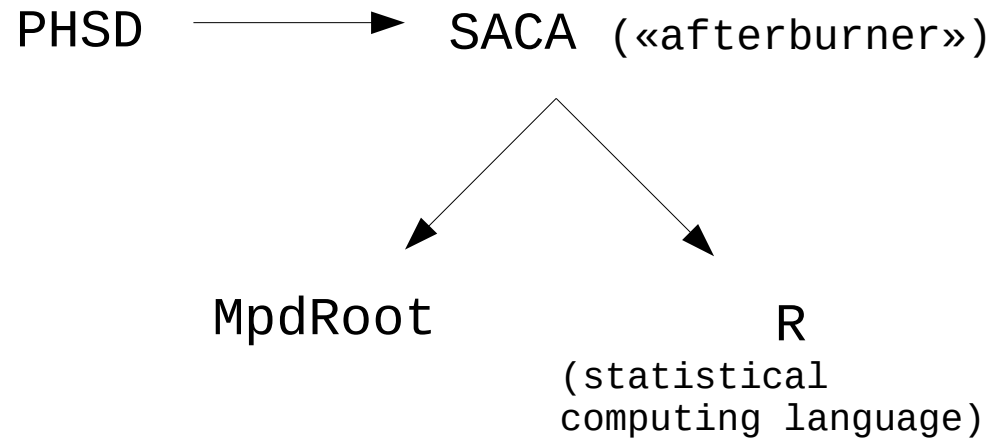 PHSD
SACA («afterburner»)
MpdRoot
R
(statistical
computing language)